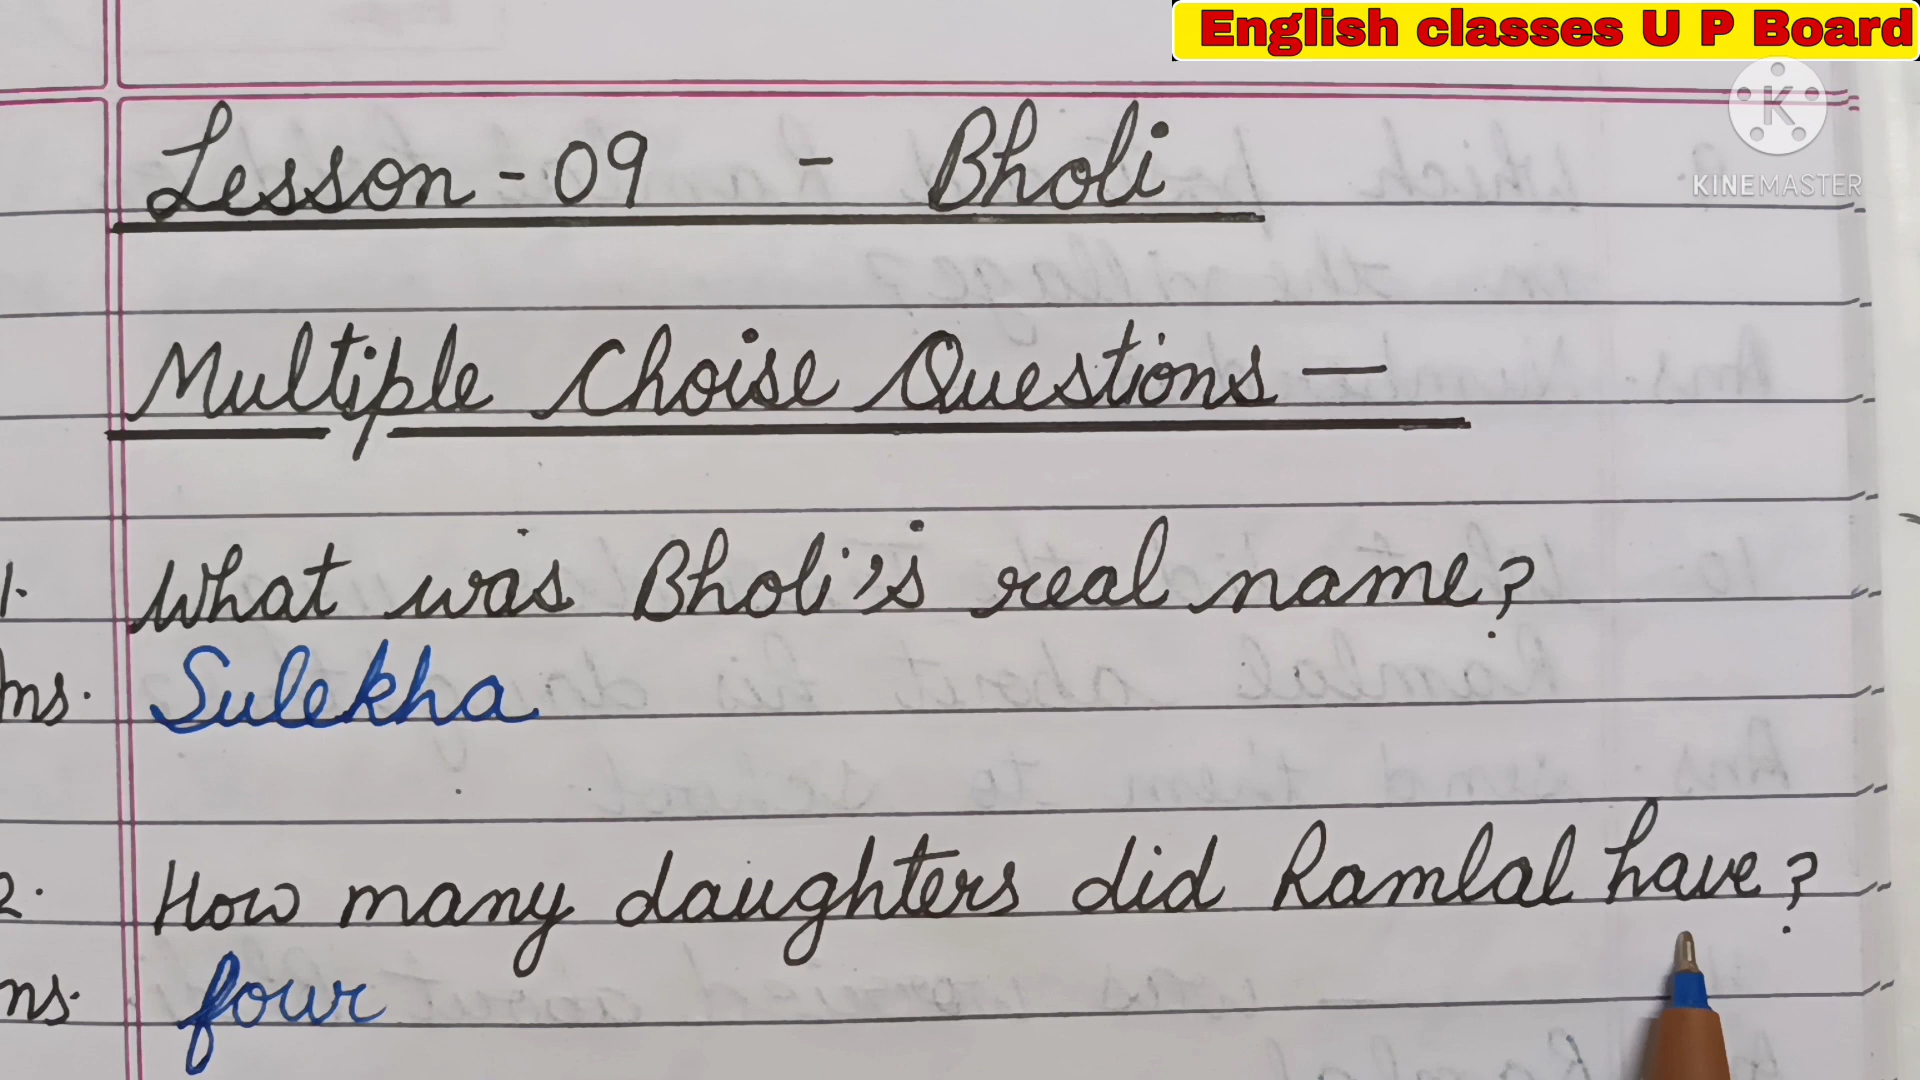 English classes U P Board
KINEMASTER
Lesson - 09 - Bholi
Multiple Choise Questions —
1. What was Bholi's real name?
ns. Sulekha
2. How many daughters did Ramlal have?
ns. four